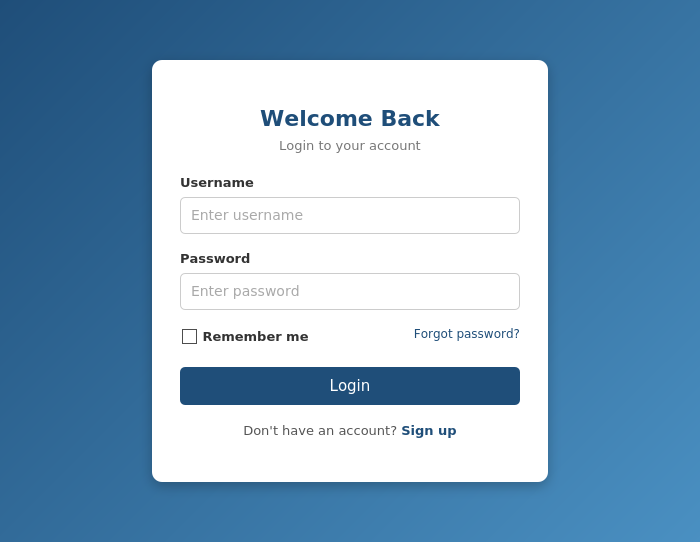 Welcome Back
Login to your account
Username
Enter username
Password
Enter password
Remember me Forgot password?
Login
Don't have an account? Sign up